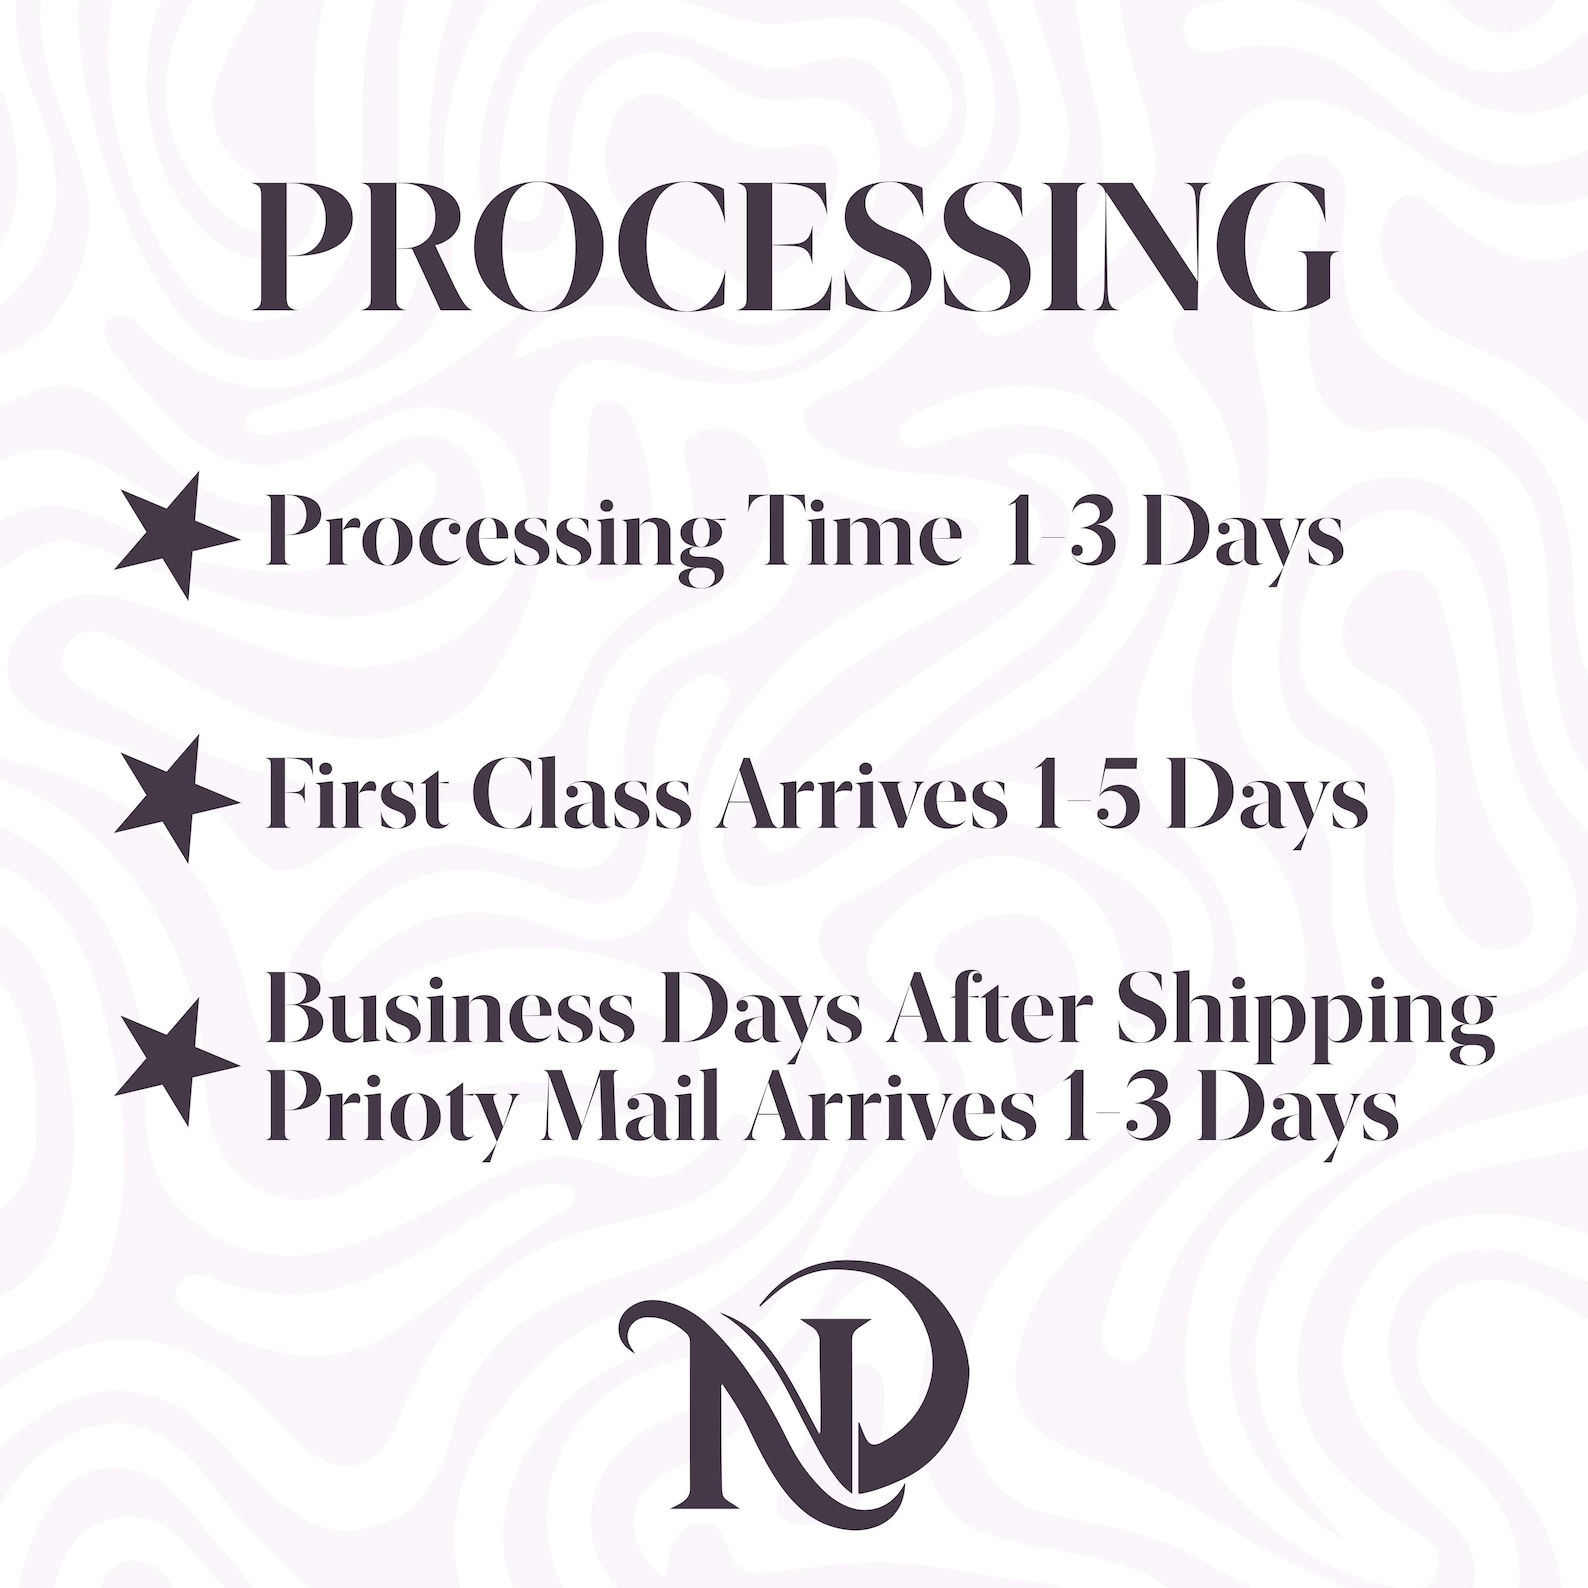 PROCESSING
Processing Time 1-3 Days
First Class Arrives 1-5 Days
Business Days After Shipping
Prioty Mail Arrives 1-3 Days
ND